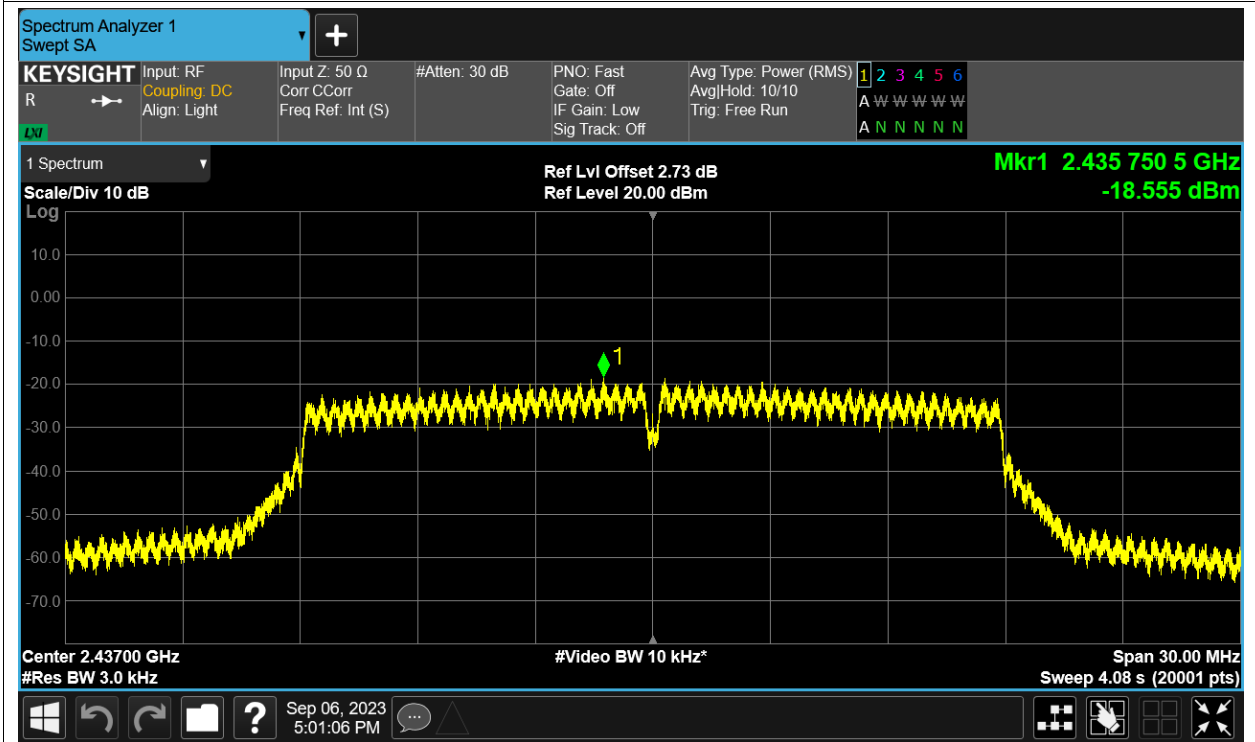 Spectrum Analyzer 1
Swept SA
+
KEYSIGHT
R
LXI
Input: RF
Coupling: DC
Align: Light
Input Z: 50 Ω
Corr CCorr
Freq Ref: Int (S)
#Atten: 30 dB
PNO: Fast
Gate: Off
IF Gain: Low
Sig Track: Off
Avg Type: Power (RMS)
Avg|Hold: 10/10
Trig: Free Run
1 2 3 4 5 6
A W W W W W
A N N N N N
1 Spectrum
Scale/Div 10 dB
Log
Ref Lvl Offset 2.73 dB
Ref Level 20.00 dBm
Mkr1 2.435 750 5 GHz
-18.555 dBm
10.0
0.00
-10.0
1
-20.0
-30.0
-40.0
-50.0
-60.0
-70.0
Center 2.43700 GHz
#Res BW 3.0 kHz
#Video BW 10 kHz*
Span 30.00 MHz
Sweep 4.08 s (20001 pts)
?
Sep 06, 2023
5:01:06 PM